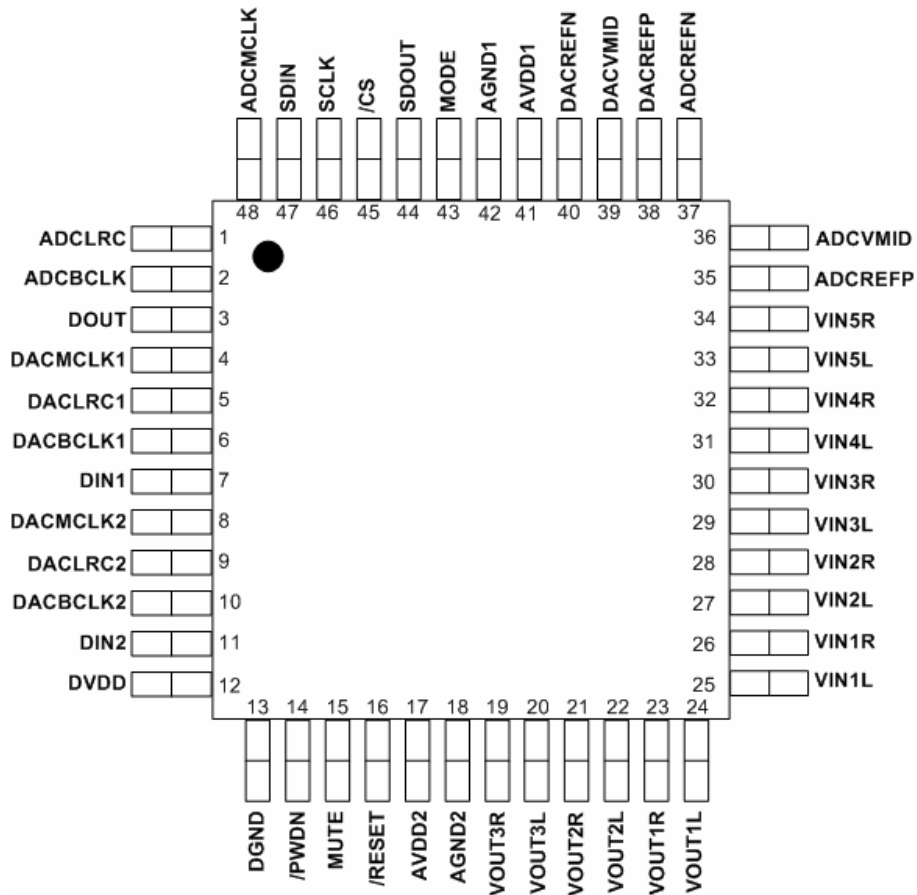 ADCMCLK
SDIN
SCLK
/CS
SDOUT
MODE
AGND1
AVDD1
DACREFN
DACVMID
DACREFP
ADCREFN
48 47 46 45 44 43 42 41 40 39 38 37
ADCLRC 1
ADCBCLK 2
DOUT 3
DACMCLK1 4
DACLRC1 5
DACBCLK1 6
DIN1 7
DACMCLK2 8
DACLRC2 9
DACBCLK2 10
DIN2 11
DVDD 12
36 ADCVMID
35 ADCREFP
34 VIN5R
33 VIN5L
32 VIN4R
31 VIN4L
30 VIN3R
29 VIN3L
28 VIN2R
27 VIN2L
26 VIN1R
25 VIN1L
13 14 15 16 17 18 19 20 21 22 23 24
DGND
/PWDN
MUTE
/RESET
AVDD2
AGND2
VOUT3R
VOUT3L
VOUT2R
VOUT2L
VOUT1R
VOUT1L